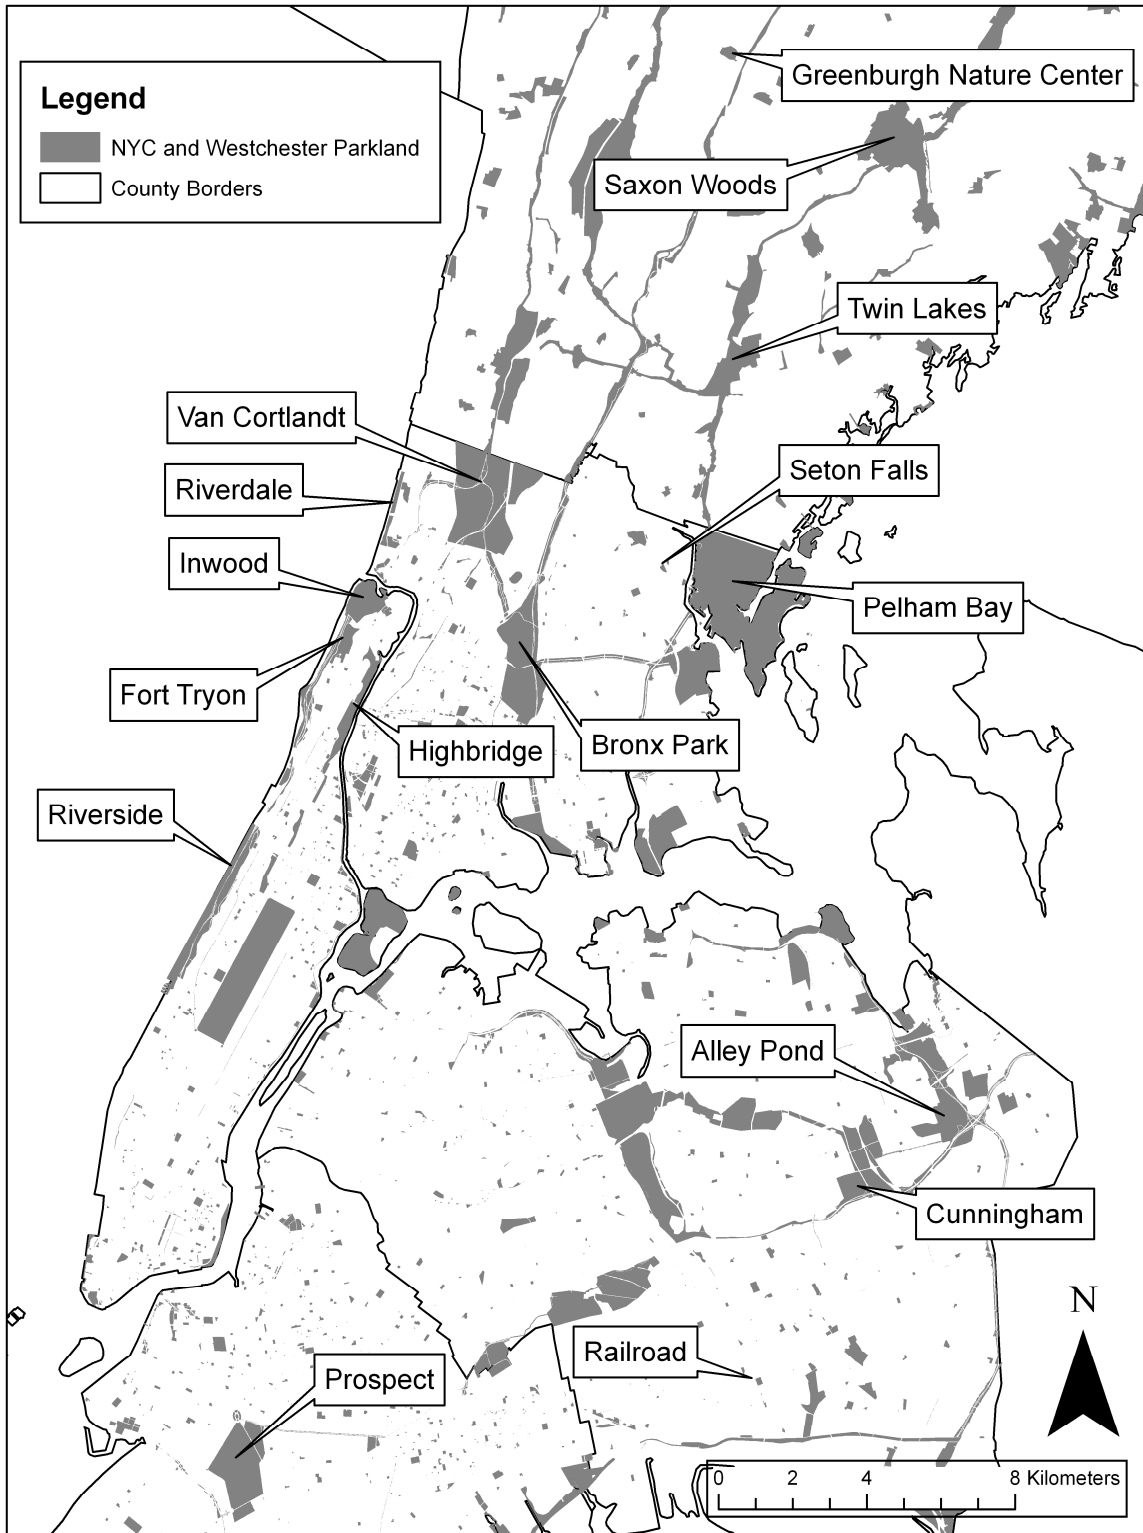 Greenburgh Nature Center
Legend
NYC and Westchester Parkland
County Borders
Saxon Woods
Twin Lakes
Van Cortlandt
Seton Falls
Riverdale
Inwood
Pelham Bay
Fort Tryon
Highbridge
Bronx Park
Riverside
Alley Pond
Cunningham
N
Railroad
Prospect
0 2 4 8 Kilometers